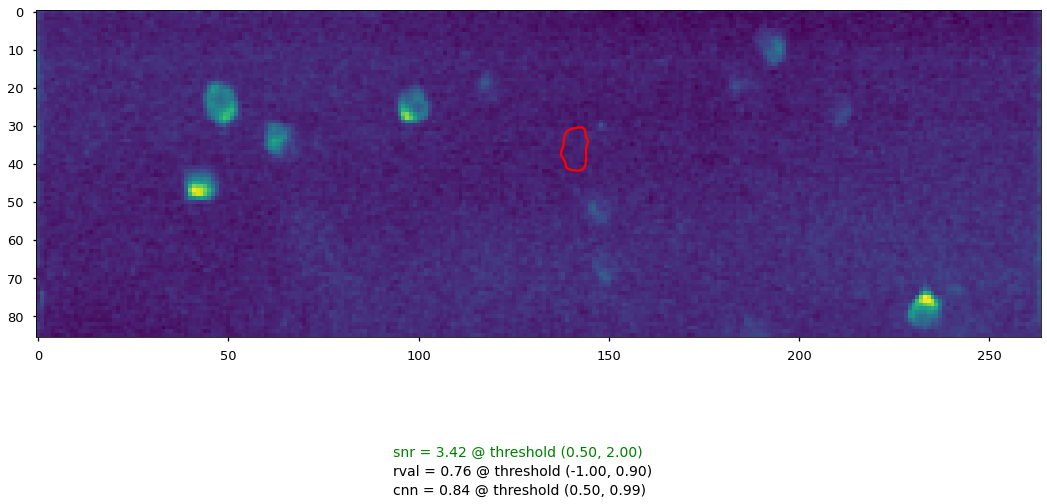 0
10
20
30
40
50
60
70
80
0 50 100 150 200 250
snr = 3.42 @ threshold (0.50, 2.00)
rval = 0.76 @ threshold (-1.00, 0.90)
cnn = 0.84 @ threshold (0.50, 0.99)